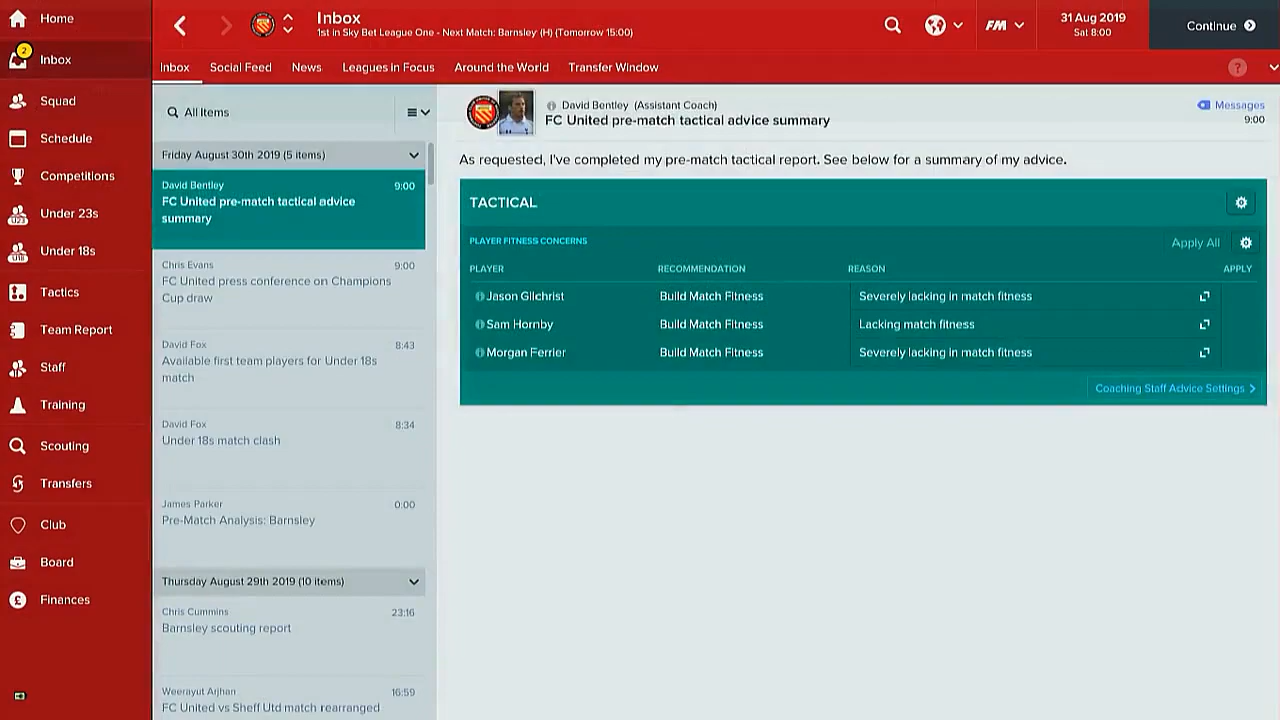 Home
2
Inbox
Squad
Schedule
Competitions
Under 23s
Under 18s
Tactics
Team Report
Staff
Training
Scouting
Transfers
Club
Board
Finances
Inbox
1st in Sky Bet League One - Next Match: Barnsley (H) (Tomorrow 15:00)
FM
31 Aug 2019
Sat 8:00
Continue
Inbox
Social Feed
News
Leagues in Focus
Around the World
Transfer Window
?
All Items
Friday August 30th 2019 (5 items)
David Bentley 9:00
FC United pre-match tactical advice
summary
Chris Evans 9:00
FC United press conference on Champions
Cup draw
David Fox 8:43
Available first team players for Under 18s
match
David Fox 8:34
Under 18s match clash
James Parker 0:00
Pre-Match Analysis: Barnsley
Thursday August 29th 2019 (10 items)
Chris Cummins 23:16
Barnsley scouting report
Weerayut Arjhan 16:59
FC United vs Sheff Utd match rearranged
David Bentley (Assistant Coach)
FC United pre-match tactical advice summary
Messages
9:00
As requested, I've completed my pre-match tactical report. See below for a summary of my advice.
TACTICAL
PLAYER FITNESS CONCERNS
Apply All
PLAYER RECOMMENDATION REASON APPLY
Jason Gilchrist Build Match Fitness Severely lacking in match fitness
Sam Hornby Build Match Fitness Lacking match fitness
Morgan Ferrier Build Match Fitness Severely lacking in match fitness
Coaching Staff Advice Settings